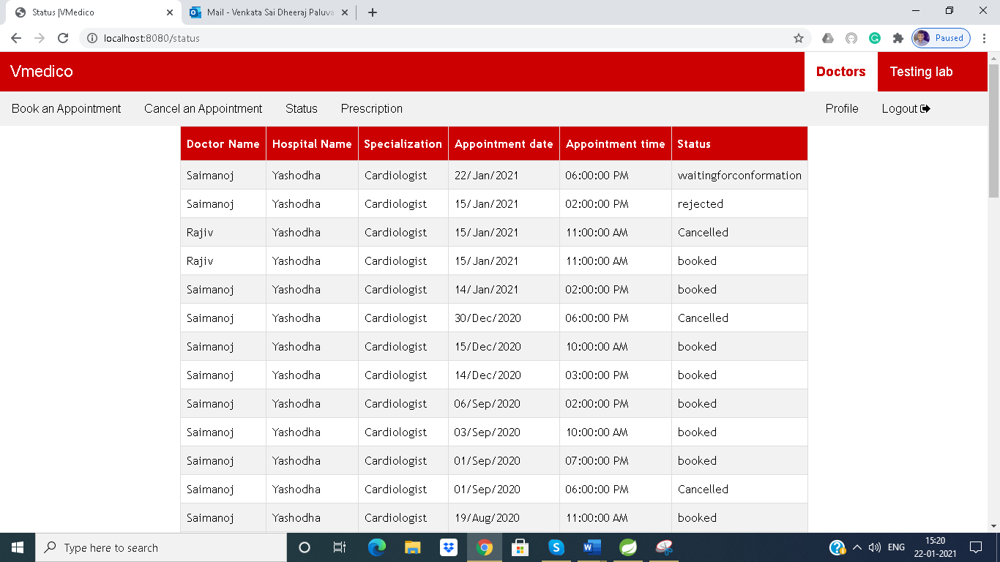 Status |VMedico
Mail - Venkata Sai Dheeraj Paluva
localhost:8080/status
Paused
Vmedico Doctors Testing lab
Book an Appointment Cancel an Appointment Status Prescription Profile Logout
Doctor Name Hospital Name Specialization Appointment date Appointment time Status
Saimanoj Yashodha Cardiologist 22/Jan/2021 06:00:00 PM waitingforconformation
Saimanoj Yashodha Cardiologist 15/Jan/2021 02:00:00 PM rejected
Rajiv Yashodha Cardiologist 15/Jan/2021 11:00:00 AM Cancelled
Rajiv Yashodha Cardiologist 15/Jan/2021 11:00:00 AM booked
Saimanoj Yashodha Cardiologist 14/Jan/2021 02:00:00 PM booked
Saimanoj Yashodha Cardiologist 30/Dec/2020 06:00:00 PM Cancelled
Saimanoj Yashodha Cardiologist 15/Dec/2020 10:00:00 AM booked
Saimanoj Yashodha Cardiologist 14/Dec/2020 03:00:00 PM booked
Saimanoj Yashodha Cardiologist 06/Sep/2020 02:00:00 PM booked
Saimanoj Yashodha Cardiologist 03/Sep/2020 10:00:00 AM booked
Saimanoj Yashodha Cardiologist 01/Sep/2020 07:00:00 PM booked
Saimanoj Yashodha Cardiologist 01/Sep/2020 06:00:00 PM Cancelled
Saimanoj Yashodha Cardiologist 19/Aug/2020 11:00:00 AM booked
Type here to search
ENG
15:20
22-01-2021